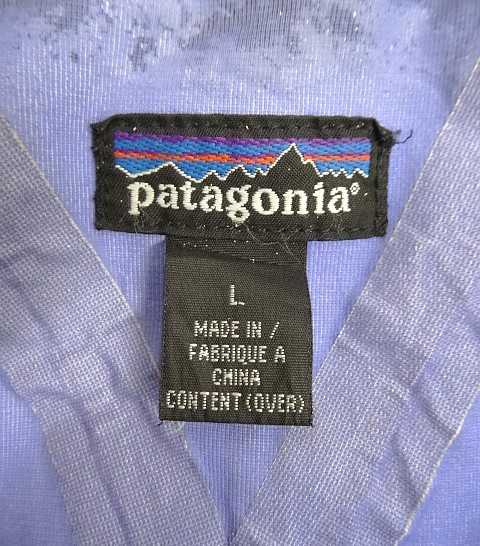 patagonia®
L
MADE IN /
FABRIQUE A
CHINA
CONTENT (OVER)